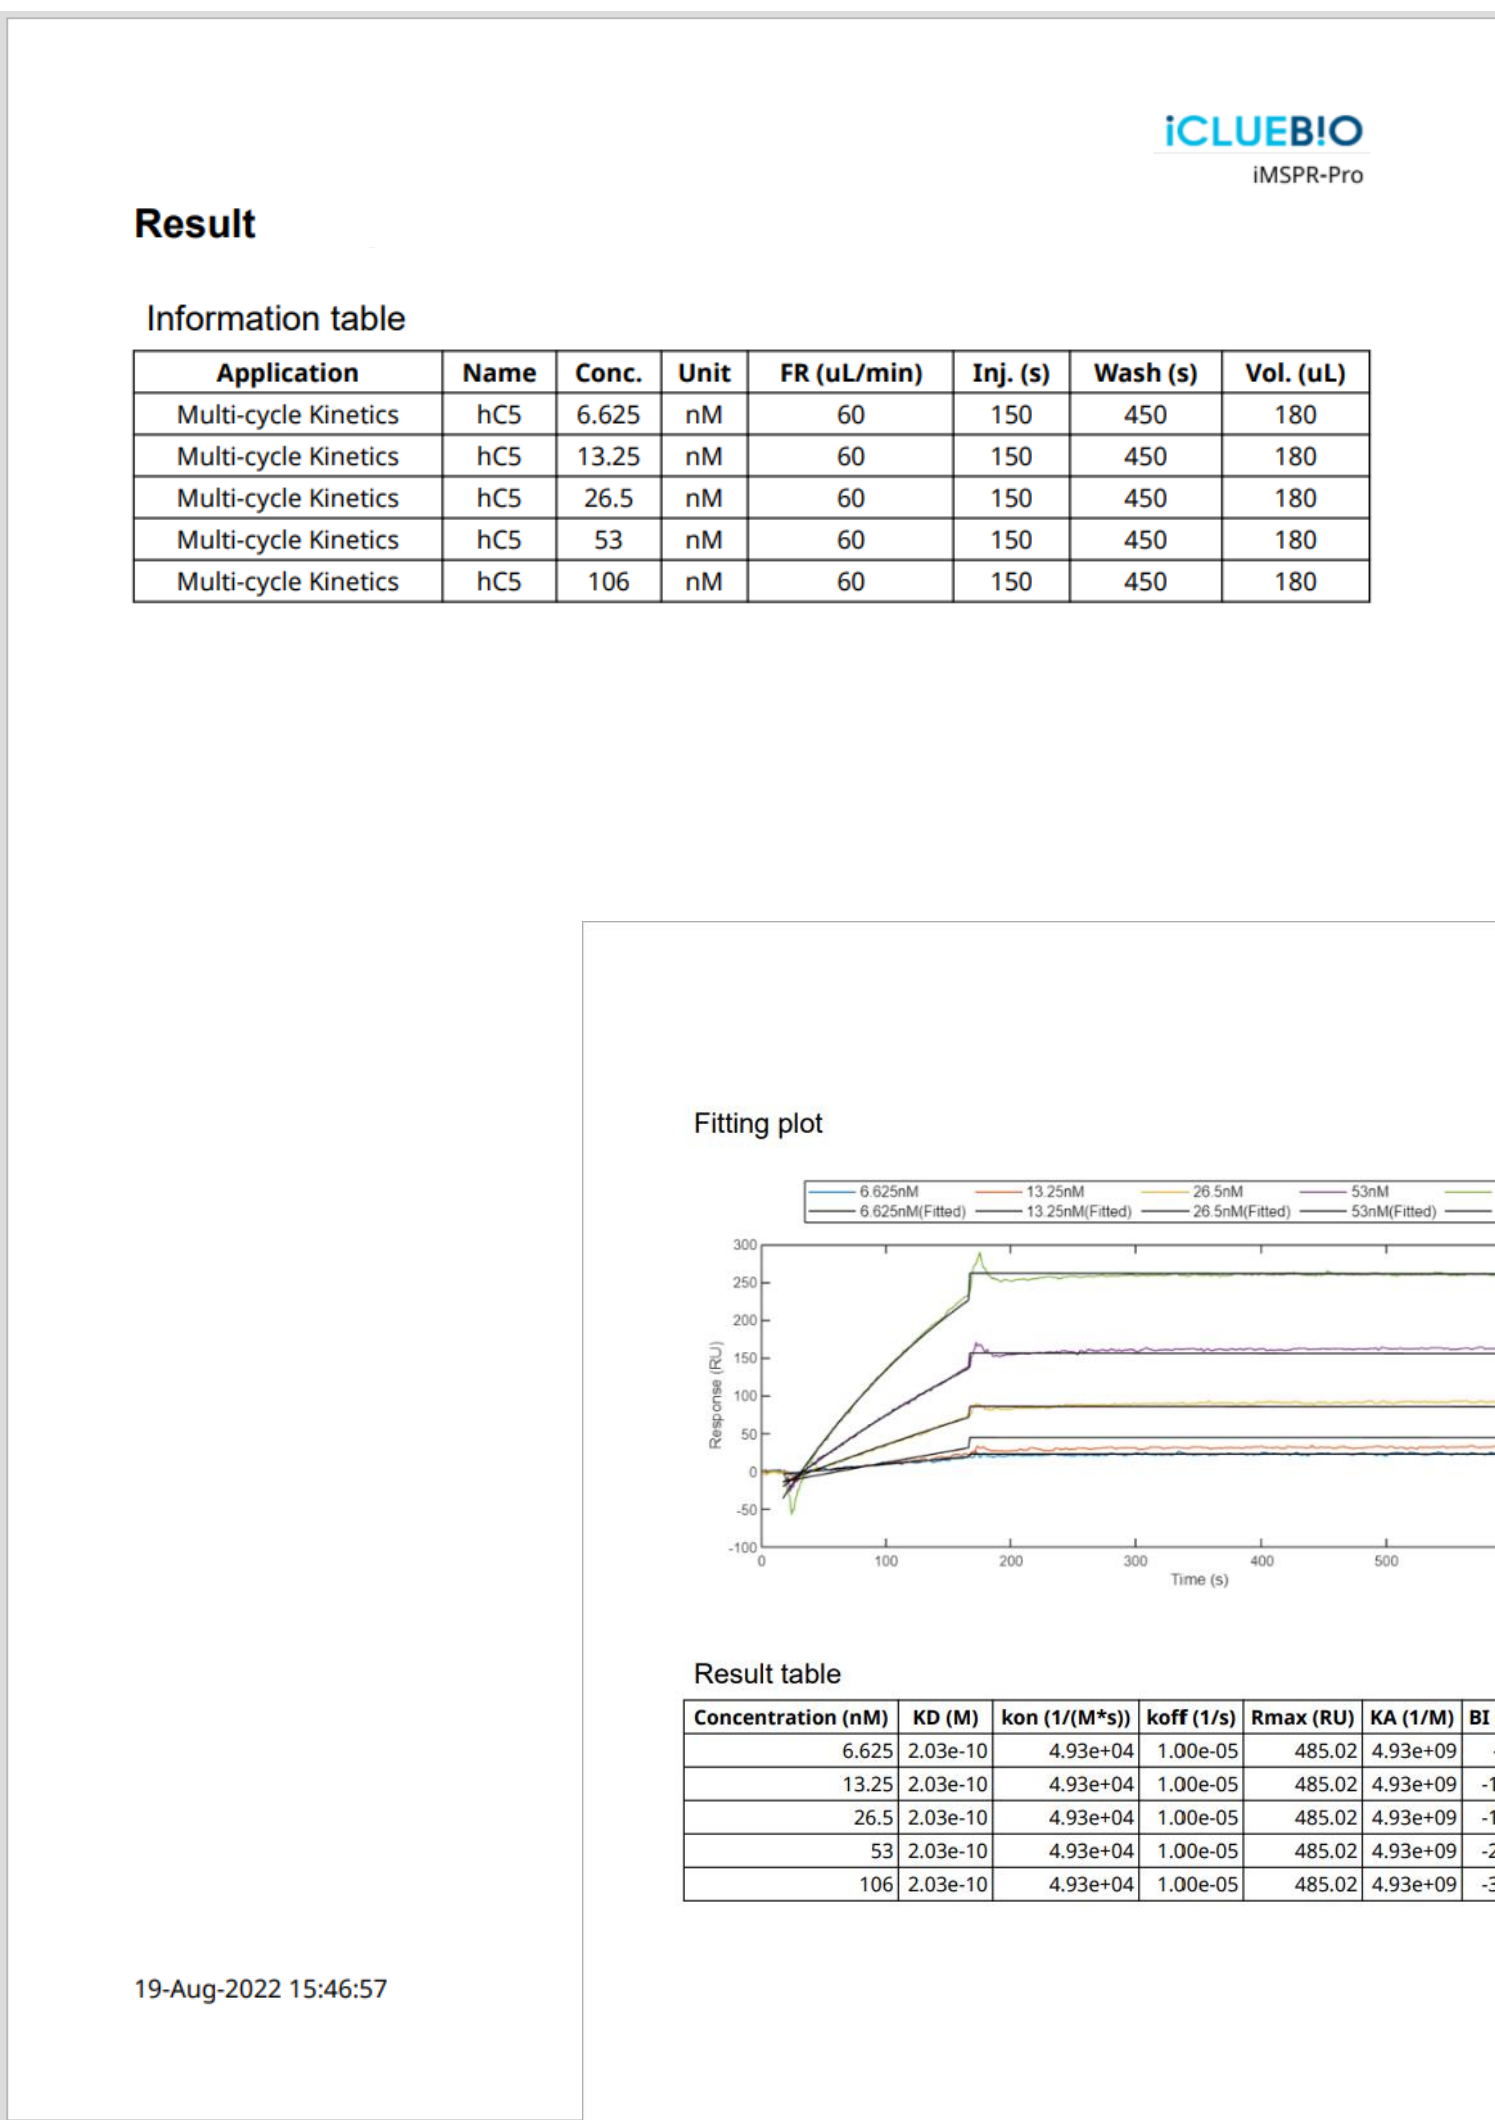 iCLUEB!O
iMSPR-Pro
Result
Information table
Application Name Conc. Unit FR (uL/min) Inj. (s) Wash (s) Vol. (uL)
Multi-cycle Kinetics hC5 6.625 nM 60 150 450 180
Multi-cycle Kinetics hC5 13.25 nM 60 150 450 180
Multi-cycle Kinetics hC5 26.5 nM 60 150 450 180
Multi-cycle Kinetics hC5 53 nM 60 150 450 180
Multi-cycle Kinetics hC5 106 nM 60 150 450 180
Fitting plot
6.625nM 13.25nM 26.5nM 53nM
6.625nM(Fitted) 13.25nM(Fitted) 26.5nM(Fitted) 53nM(Fitted)
300
250
200
150
100
50
0
-50
-100
Response (RU)
0 100 200 300 400 500
Time (s)
Result table
Concentration (nM) KD (M) kon (1/(M*s)) koff (1/s) Rmax (RU) KA (1/M) BI
6.625 2.03e-10 4.93e+04 1.00e-05 485.02 4.93e+09
13.25 2.03e-10 4.93e+04 1.00e-05 485.02 4.93e+09
26.5 2.03e-10 4.93e+04 1.00e-05 485.02 4.93e+09
53 2.03e-10 4.93e+04 1.00e-05 485.02 4.93e+09
106 2.03e-10 4.93e+04 1.00e-05 485.02 4.93e+09
19-Aug-2022 15:46:57